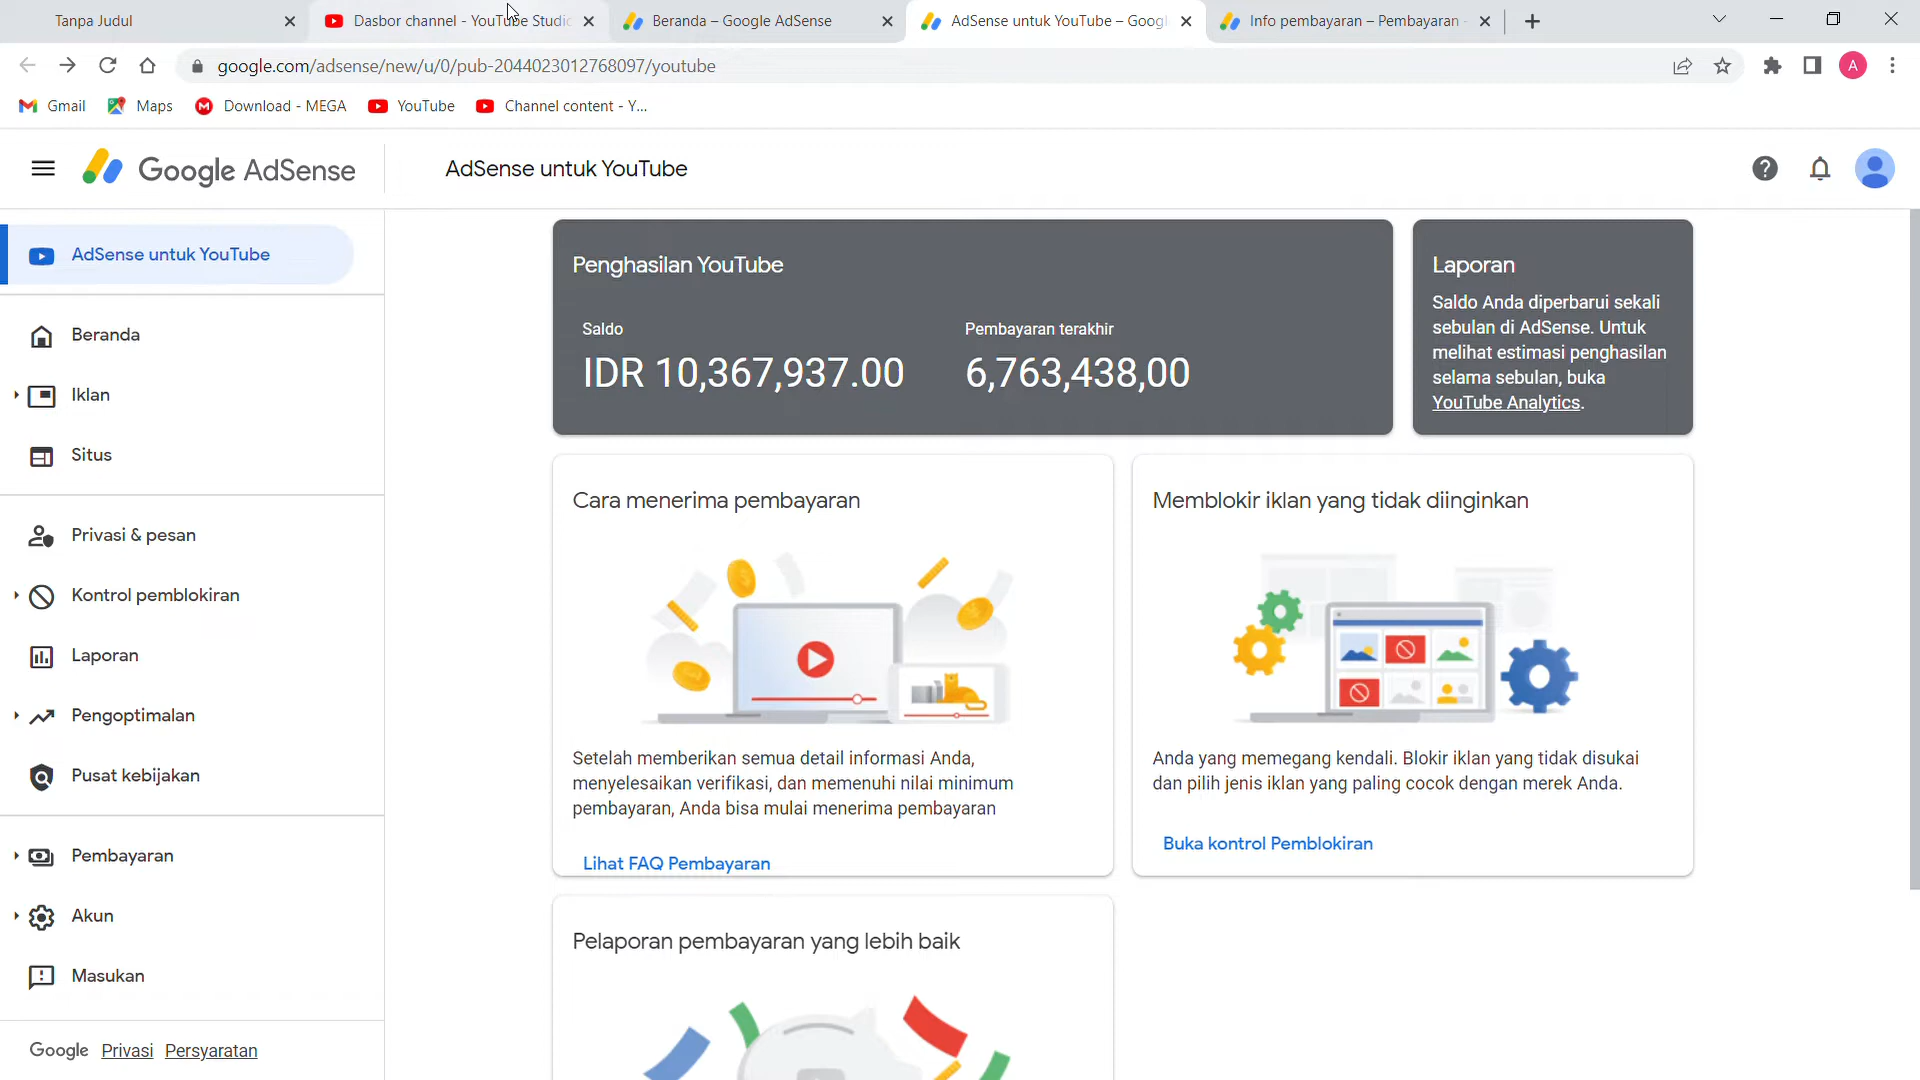 Tanpa Judul
Dasbor channel - YouTube Studio
Beranda – Google AdSense
AdSense untuk YouTube – Googl
Info pembayaran – Pembayaran -
google.com/adsense/new/u/0/pub-2044023012768097/youtube
A
Gmail
Maps
Download - MEGA
YouTube
Channel content - Y...
Google AdSense
AdSense untuk YouTube
AdSense untuk YouTube
Beranda
Iklan
Situs
Privasi & pesan
Kontrol pemblokiran
Laporan
Pengoptimalan
Pusat kebijakan
Pembayaran
Akun
Masukan
Google Privasi Persyaratan
Penghasilan YouTube
Saldo
IDR 10,367,937.00
Pembayaran terakhir
6,763,438,00
Laporan
Saldo Anda diperbarui sekali
sebulan di AdSense. Untuk
melihat estimasi penghasilan
selama sebulan, buka
YouTube Analytics.
Cara menerima pembayaran
Setelah memberikan semua detail informasi Anda,
menyelesaikan verifikasi, dan memenuhi nilai minimum
pembayaran, Anda bisa mulai menerima pembayaran
Lihat FAQ Pembayaran
Memblokir iklan yang tidak diinginkan
Anda yang memegang kendali. Blokir iklan yang tidak disukai
dan pilih jenis iklan yang paling cocok dengan merek Anda.
Buka kontrol Pemblokiran
Pelaporan pembayaran yang lebih baik